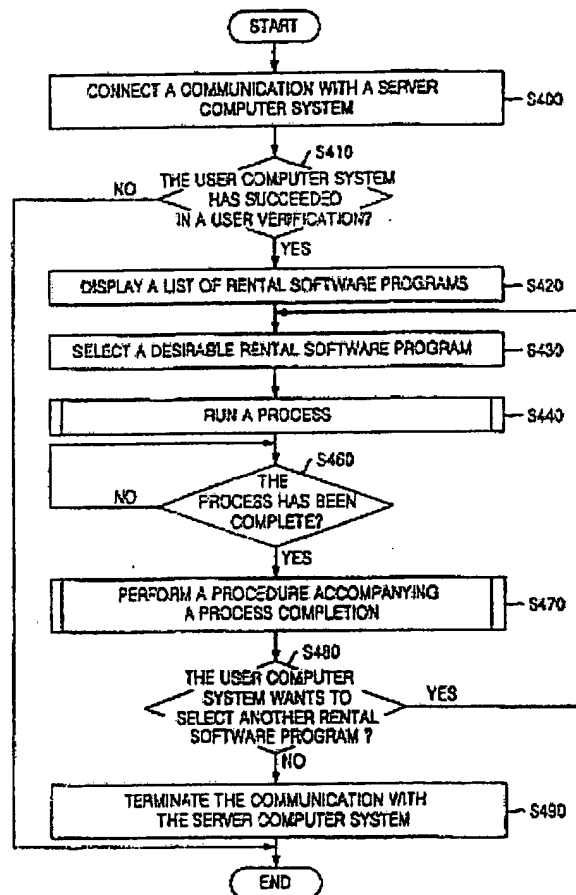 START
CONNECT A COMMUNICATION WITH A SERVER
COMPUTER SYSTEM
S400
S410
NO
THE USER COMPUTER SYSTEM
HAS SUCCEEDED
IN A USER VERIFICATION?
YES
DISPLAY A LIST OF RENTAL SOFTWARE PROGRAMS
S420
SELECT A DESIRABLE RENTAL SOFTWARE PROGRAM
S430
RUN A PROCESS
S440
S460
NO
THE
PROCESS HAS BEEN
COMPLETE?
YES
PERFORM A PROCEDURE ACCOMPANYING
A PROCESS COMPLETION
S470
S480
THE USER COMPUTER
SYSTEM WANTS TO
SELECT ANOTHER RENTAL
SOFTWARE PROGRAM ?
YES
NO
TERMINATE THE COMMUNICATION WITH
THE SERVER COMPUTER SYSTEM
S490
END